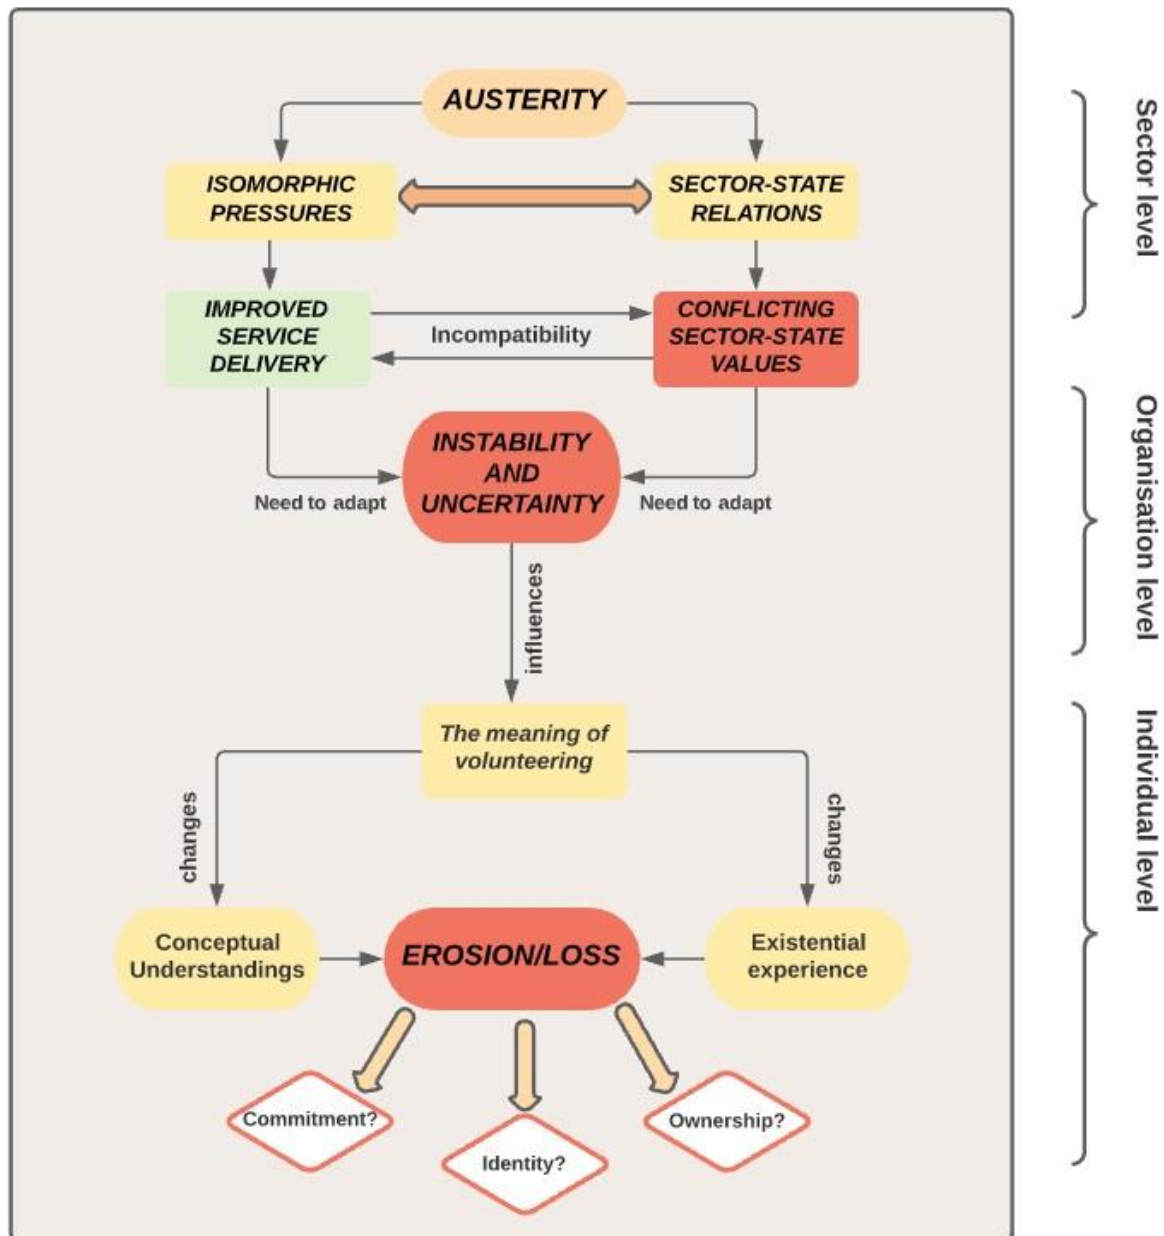 AUSTERITY
ISOMORPHIC
PRESSURES
SECTOR-STATE
RELATIONS
Sector level
IMPROVED
SERVICE
DELIVERY
Incompatibility
CONFLICTING
SECTOR-STATE
VALUES
INSTABILITY
AND
UNCERTAINTY
Need to adapt
Need to adapt
Organisation level
influences
The meaning of
volunteering
changes
changes
Individual level
Conceptual
Understandings
EROSION/LOSS
Existential
experience
Commitment?
Identity?
Ownership?